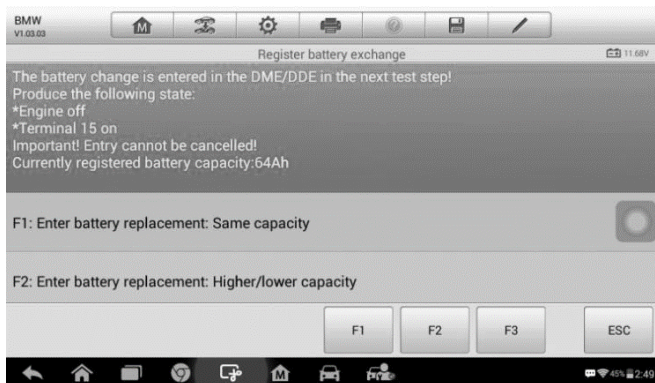 BMW
V1.03.03
Register battery exchange
11.68V
The battery change is entered in the DME/DDE in the next test step!
Produce the following state:
*Engine off
*Terminal 15 on
Important! Entry cannot be cancelled!
Currently registered battery capacity:64Ah
F1: Enter battery replacement: Same capacity
F2: Enter battery replacement: Higher/lower capacity
F1
F2
F3
ESC
45%
2:49